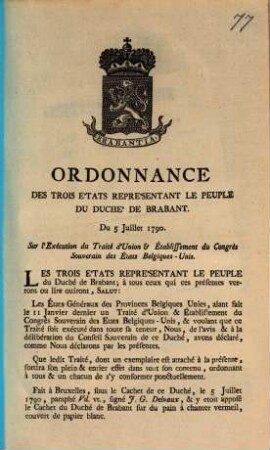 77
BRABANTIA.
ORDONNANCE
DES TROIS E'TATS REPRE'SENTANT LE PEUPLE
DU DUCHE' DE BRABANT.
Du 5 Juillet 1790.
Sur l'Exécution du Traité d'Union & Établissement du Congrès
Souverain des États Belgiques-Unis.
LES TROIS E'TATS REPRE'SENTANT LE PEUPLE
du Duché de Brabant; à tous ceux qui ces présentes ver-
rons ou lire ouïront, SALUT:
Les États-Généraux des Provinces Belgiques Unies, aïant fait
le 11 Janvier dernier un Traité d'Union & Établissement du
Congrès Souverain des États Belgiques-Unis, & voulant que ce
Traité soit exécuté dans toute sa teneur, Nous, de l'avis & à la
délibération du Conseil Souverain de ce Duché, avons déclaré,
comme Nous déclarons par les présentes.
Que ledit Traité, dont un exemplaire est attaché à la présente,
sortira son plein & entier effet dans tout son contenu, ordonnant
à tous & un chacun de s'y conformer ponctuellement.
Fait à Bruxelles, sous le Cachet de ce Duché, le 5 Juillet
1790, paraphé Vil. vt., signé J. G. Delvaux, & y étoit apposé
le Cachet du Duché de Brabant sur du pain à chanter vermeil,
couvert de papier blanc.